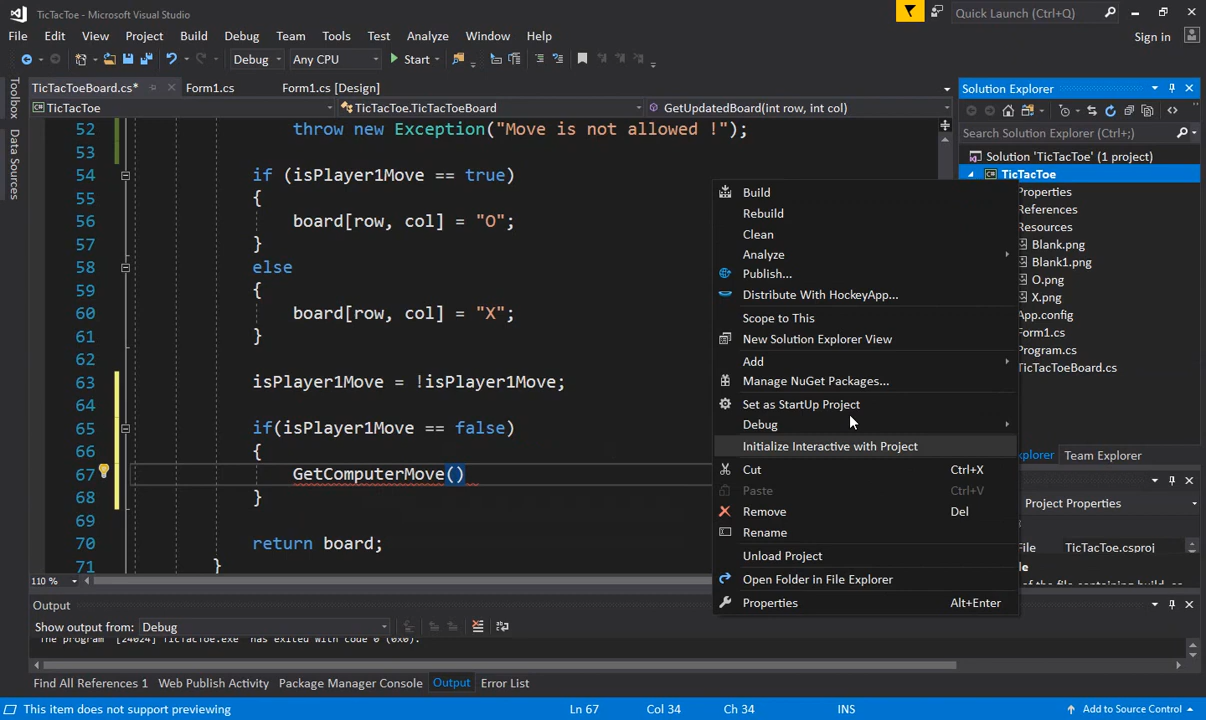 TicTacToe - Microsoft Visual Studio
Quick Launch (Ctrl+;)
File Edit View Project Build Debug Team Tools Test Analyze Window Help
Sign in
Debug Any CPU Start
TicTacToeBoard.cs* Form1.cs Form1.cs [Design]
TicTacToe TicTacToe.TicTacToeBoard GetUpdatedBoard(int row, int col)
Toolbox
Data Sources
52 throw new Exception("Move is not allowed !");
53
54 if (isPlayer1Move == true)
55 {
56 board[row, col] = "O";
57 }
58 else
59 {
60 board[row, col] = "X";
61 }
62
63 isPlayer1Move = !isPlayer1Move;
64
65 if(isPlayer1Move == false)
66 {
67 GetComputerMove()
68 }
69
70 return board;
71 }
110 %
Build
Rebuild
Clean
Analyze
Publish...
Distribute With HockeyApp...
Scope to This
New Solution Explorer View
Add
Manage NuGet Packages...
Set as StartUp Project
Debug
Initialize Interactive with Project
Cut Ctrl+X
Paste Ctrl+V
Remove Del
Rename
Unload Project
Open Folder in File Explorer
Properties Alt+Enter
Solution Explorer
Search Solution Explorer (Ctrl+;)
Solution 'TicTacToe' (1 project)
C# TicTacToe
Properties
References
Resources
Blank.png
Blank1.png
O.png
X.png
App.config
Form1.cs
Program.cs
TicTacToeBoard.cs
Explorer Team Explorer
Project Properties
File TicTacToe.csproj
of the file containing build, co
Output
Show output from: Debug
The program '[24024] TicTacToe.exe' has exited with code 0 (0x0).
Find All References 1 Web Publish Activity Package Manager Console Output Error List
This item does not support previewing Ln 67 Col 34 Ch 34 INS Add to Source Control